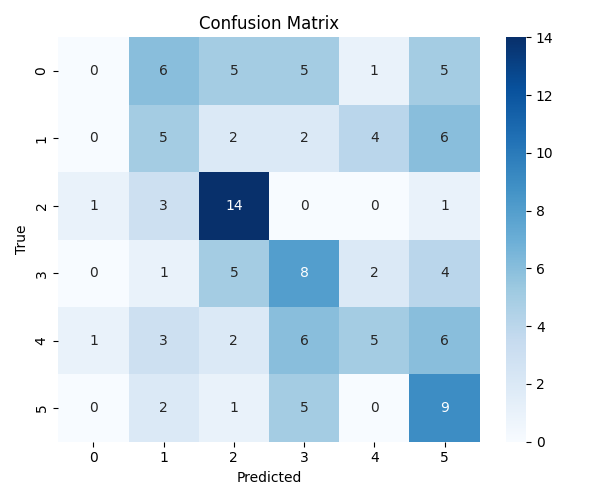 Confusion Matrix
True
0 0 6 5 5 1 5
1 0 5 2 2 4 6
2 1 3 14 0 0 1
3 0 1 5 8 2 4
4 1 3 2 6 5 6
5 0 2 1 5 0 9
0 1 2 3 4 5
Predicted
14
12
10
8
6
4
2
0